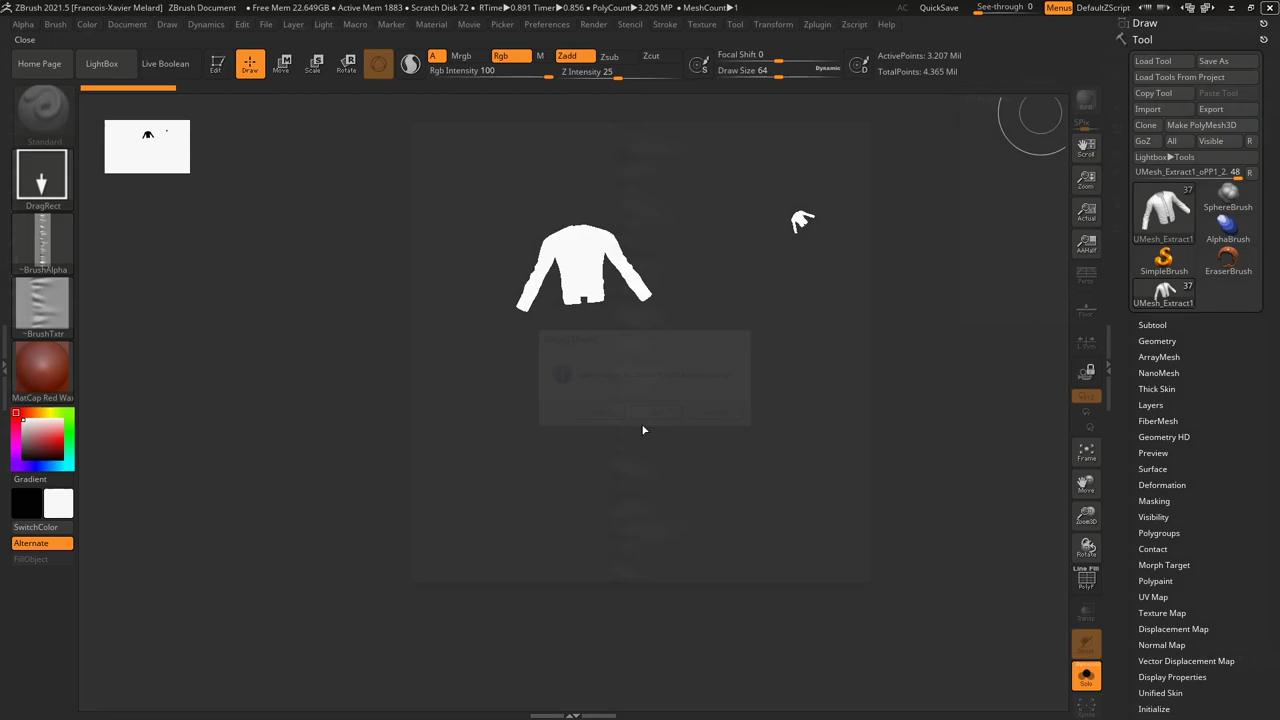 ZBrush 2021.5 [Francois-Xavier Melard] ZBrush Document • Free Mem 22.649GB • Active Mem 1883 • Scratch Disk 72 • RTime▶0.891 Timer▶0.856 • PolyCount▶3.205 MP • MeshCount▶1 AC QuickSave See-through 0 Menus DefaultZScript
Alpha Brush Color Document Draw Dynamics Edit File Layer Light Macro Marker Material Movie Picker Preferences Render Stencil Stroke Texture Tool Transform Zplugin Zscript Help
Close
Home Page LightBox Live Boolean Edit Draw Move Scale Rotate
A Mrgb Rgb M Zadd Zsub Zcut
Rgb Intensity 100 Z Intensity 25
S Focal Shift 0
Draw Size 64 Dynamic D
ActivePoints: 3.207 Mil
TotalPoints: 4.365 Mil
Standard
DragRect
~BrushAlpha
~BrushTxtr
MatCap Red Wa
Gradient
SwitchColor
Alternate
FillObject
SPix
Scroll
Zoom
Actual
AAHalf
Persp
Floor
L.Sym
Frame
Move
Zoom3D
Rotate
Line Fill
PolyF
Transp
Solo
Xpose
Draw
Tool
Load Tool Save As
Load Tools From Project
Copy Tool Paste Tool
Import Export
Clone Make PolyMesh3D
GoZ All Visible R
Lightbox▶Tools
UMesh_Extract1_oPP1_2. 48 R
37
UMesh_Extract1
SphereBrush
AlphaBrush
SimpleBrush
EraserBrush
37
UMesh_Extract1
Subtool
Geometry
ArrayMesh
NanoMesh
Thick Skin
Layers
FiberMesh
Geometry HD
Preview
Surface
Deformation
Masking
Visibility
Polygroups
Contact
Morph Target
Polypaint
UV Map
Texture Map
Displacement Map
Normal Map
Vector Displacement Map
Display Properties
Unified Skin
Initialize